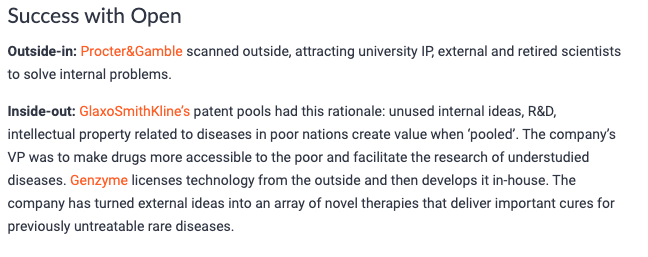 Success with Open
Outside-in: Procter&Gamble scanned outside, attracting university IP, external and retired scientists
to solve internal problems.
Inside-out: GlaxoSmithKline's patent pools had this rationale: unused internal ideas, R&D,
intellectual property related to diseases in poor nations create value when ‘pooled’. The company’s
VP was to make drugs more accessible to the poor and facilitate the research of understudied
diseases. Genzyme licenses technology from the outside and then develops it in-house. The
company has turned external ideas into an array of novel therapies that deliver important cures for
previously untreatable rare diseases.